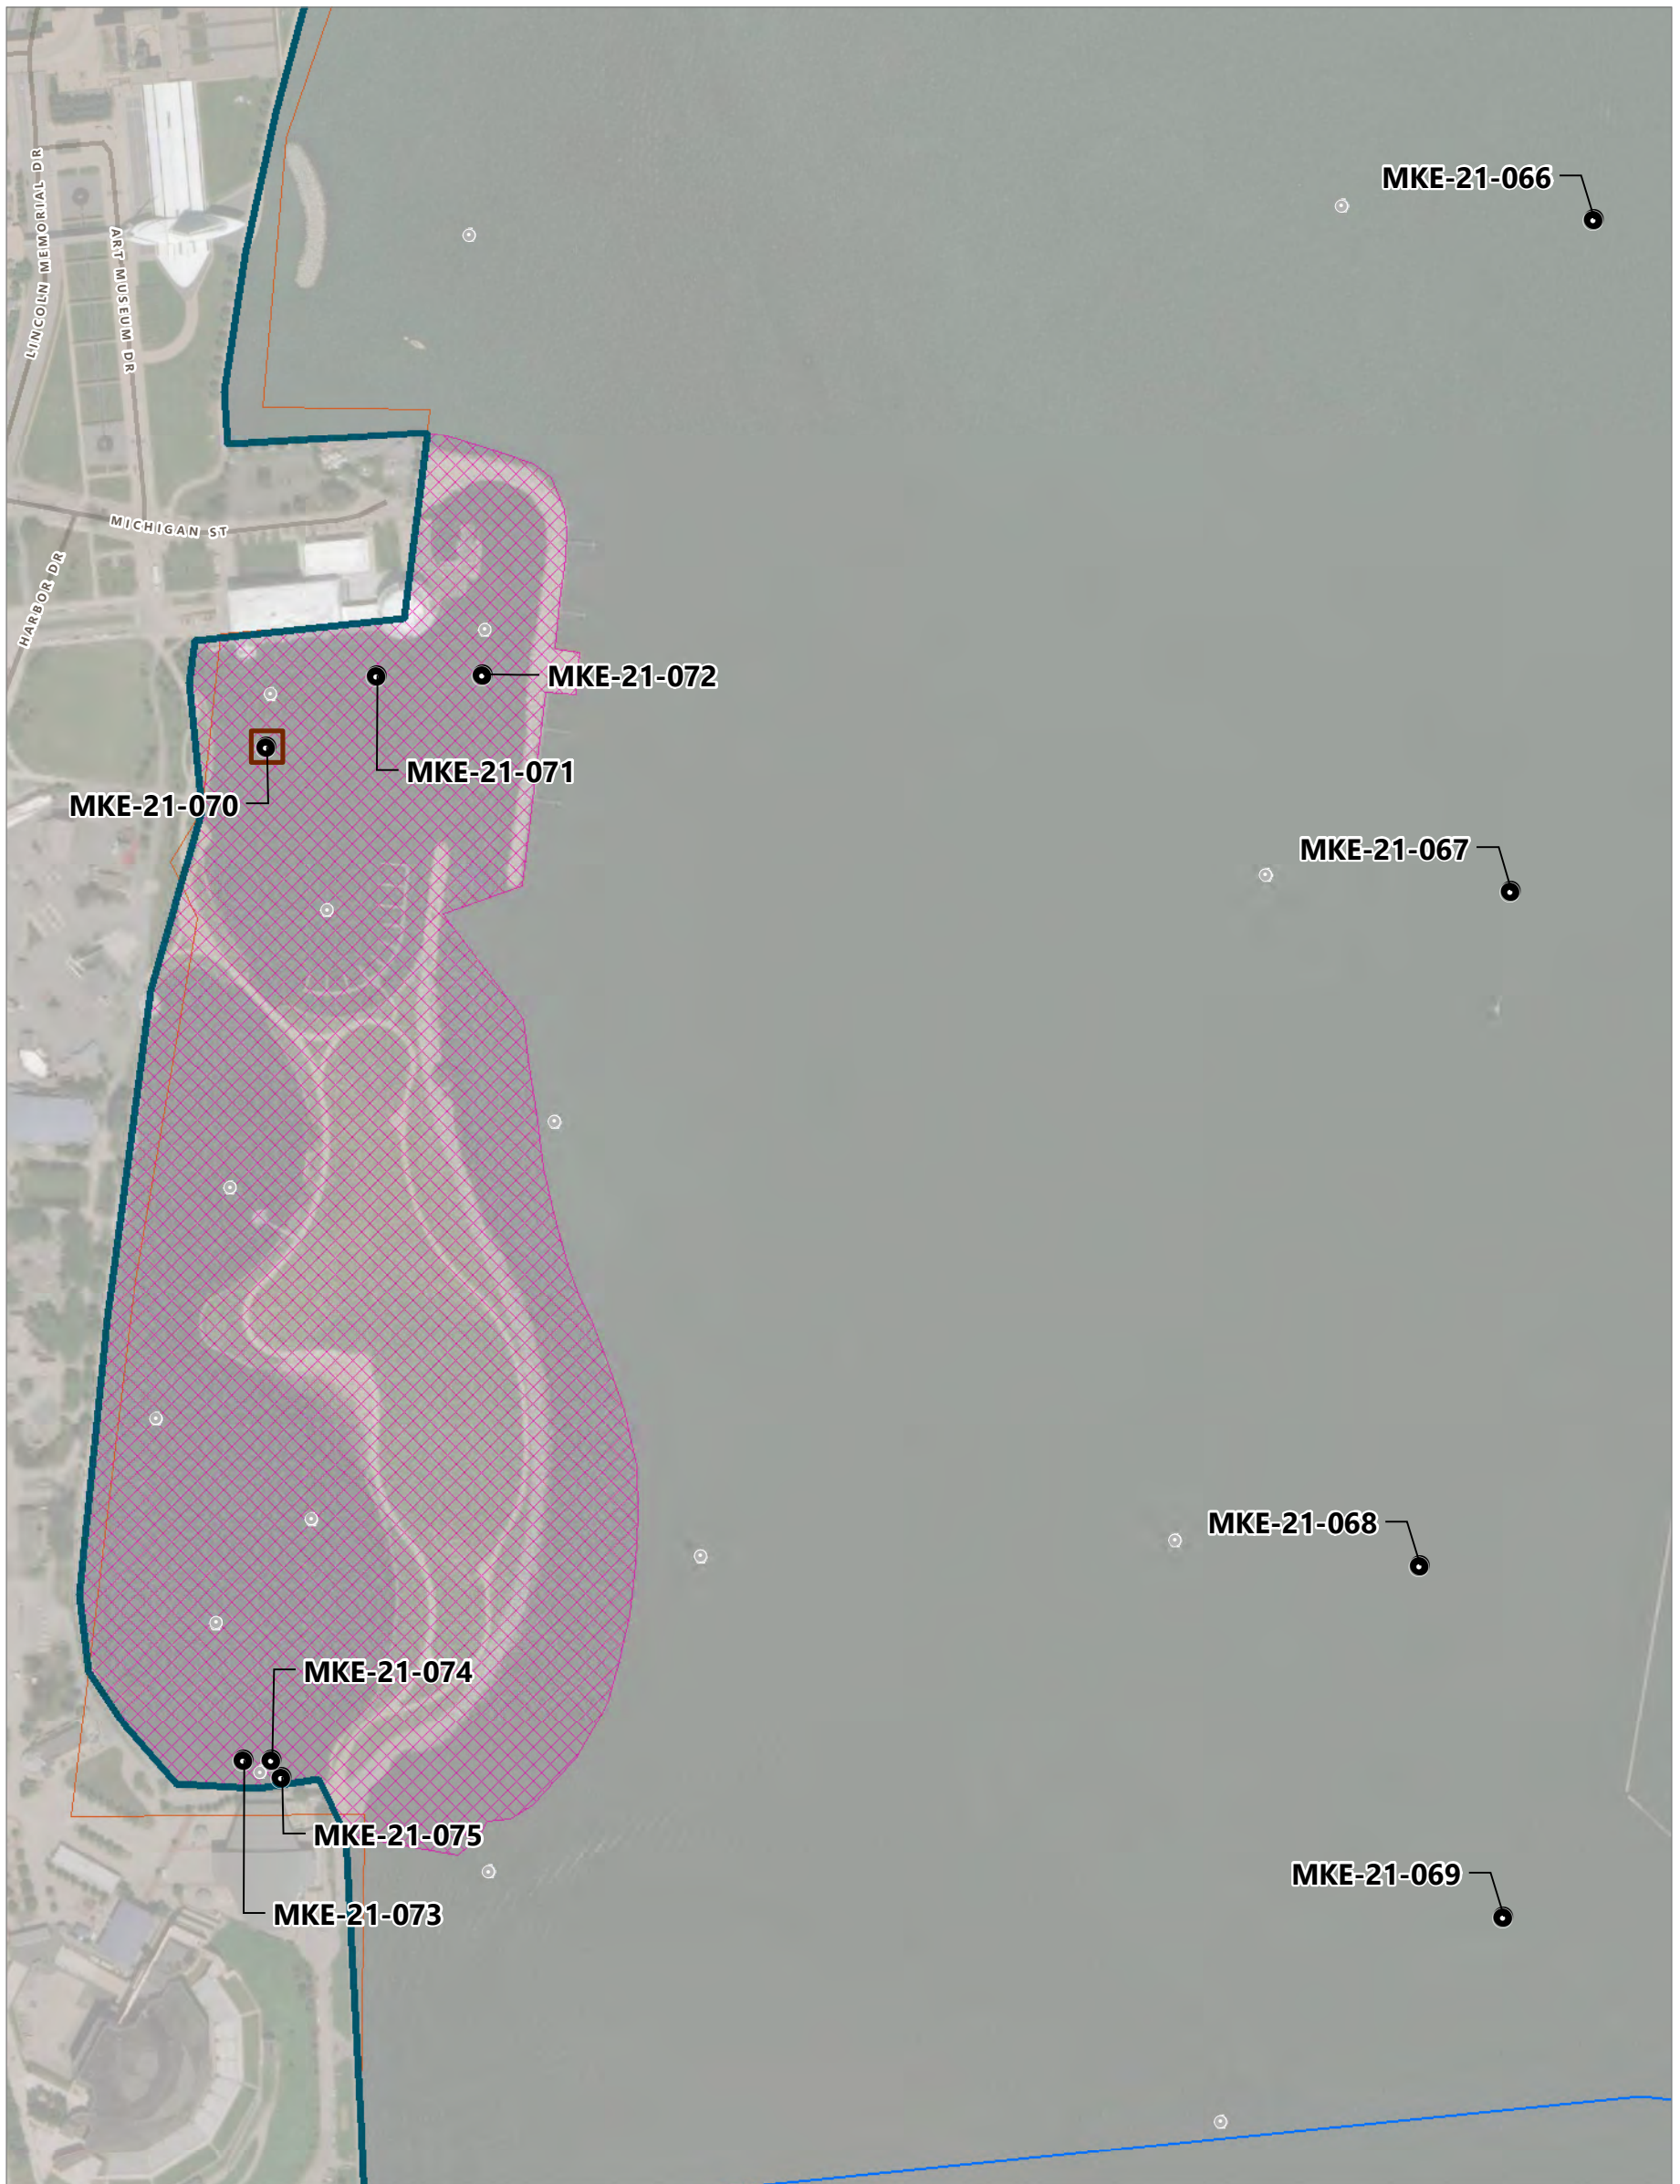 MKE-21-066
LINCOLN MEMORIAL DR
ART MUSEUM DR
MICHIGAN ST
HARBOR DR
MKE-21-072
MKE-21-071
MKE-21-070
MKE-21-067
MKE-21-068
MKE-21-074
MKE-21-075
MKE-21-069
MKE-21-073